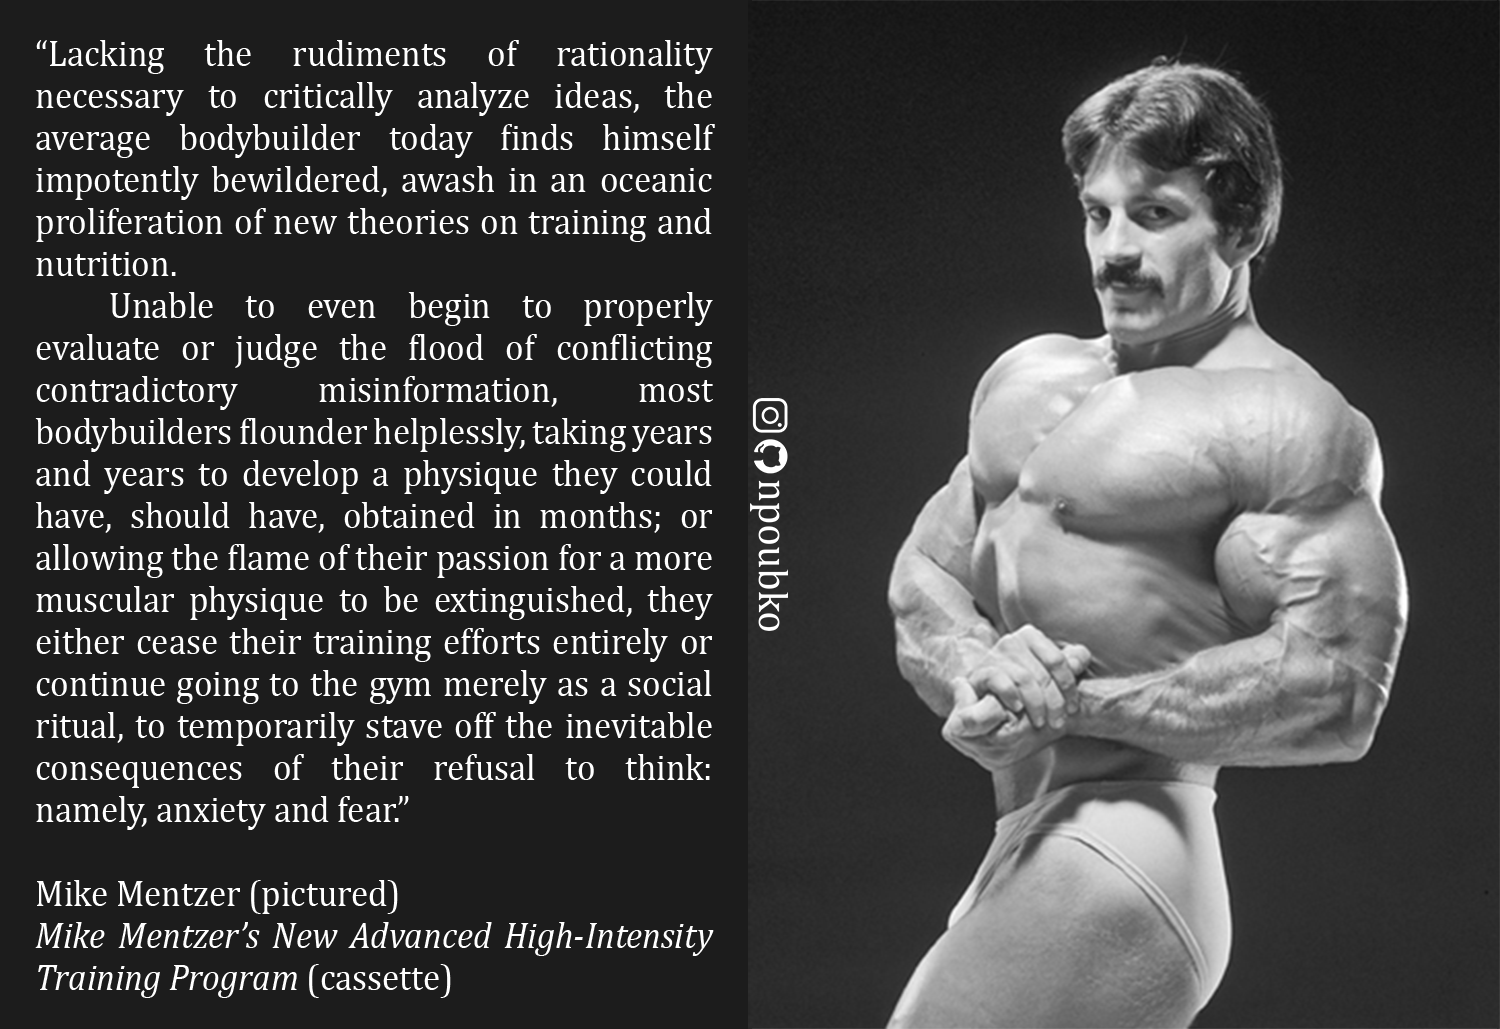 “Lacking the rudiments of rationality
necessary to critically analyze ideas, the
average bodybuilder today finds himself
impotently bewildered, awash in an oceanic
proliferation of new theories on training and
nutrition.
Unable to even begin to properly
evaluate or judge the flood of conflicting
contradictory misinformation, most
bodybuilders flounder helplessly, taking years
and years to develop a physique they could
have, should have, obtained in months; or
allowing the flame of their passion for a more
muscular physique to be extinguished, they
either cease their training efforts entirely or
continue going to the gym merely as a social
ritual, to temporarily stave off the inevitable
consequences of their refusal to think:
namely, anxiety and fear.”
Mike Mentzer (pictured)
Mike Mentzer’s New Advanced High-Intensity
Training Program (cassette)
npoubko